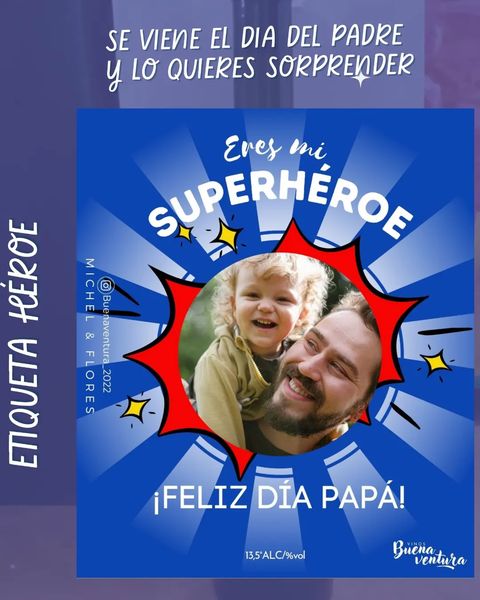 SE VIENE EL DIA DEL PADRE
Y LO QUIERES SORPRENDER
ETIQUETA HÉROE
Eres mi
SUPERHÉROE
Buenaventura_2022
MICHEL & FLORES
¡FELIZ DÍA PAPÁ!
13,5°ALC/%vol
VINOS
Buena
ventura